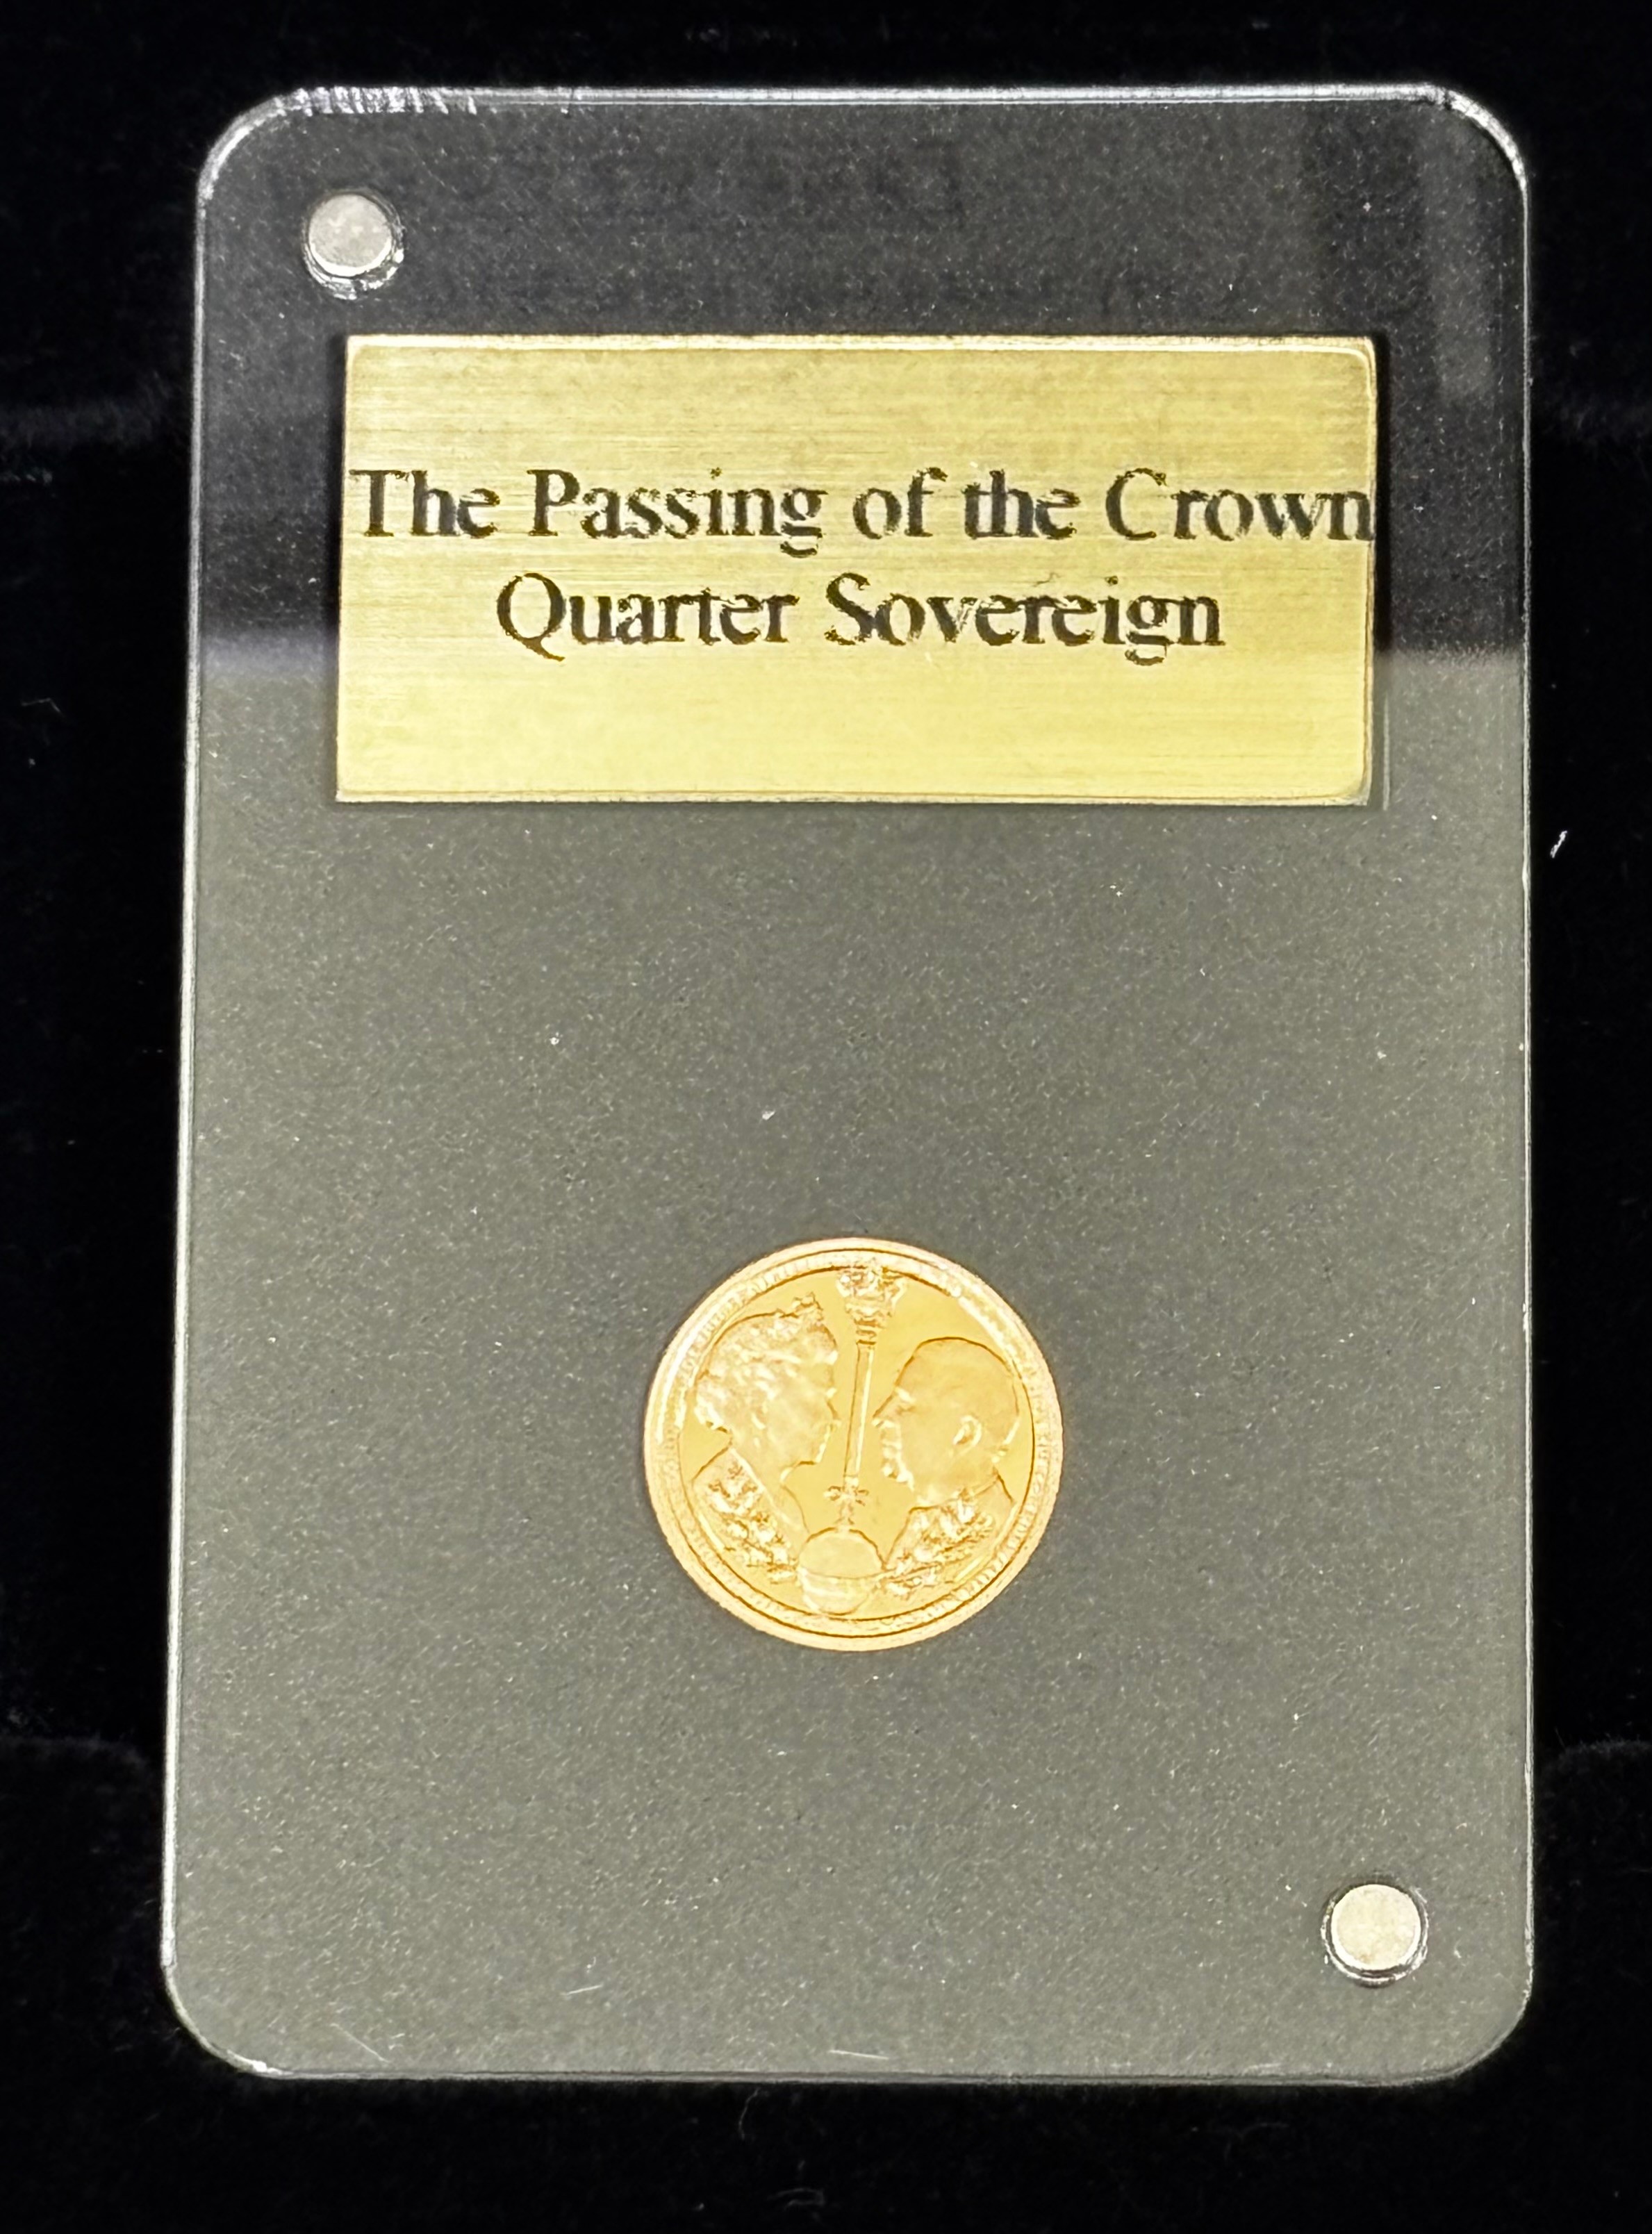 The Passing of the Crown
Quarter Sovereign